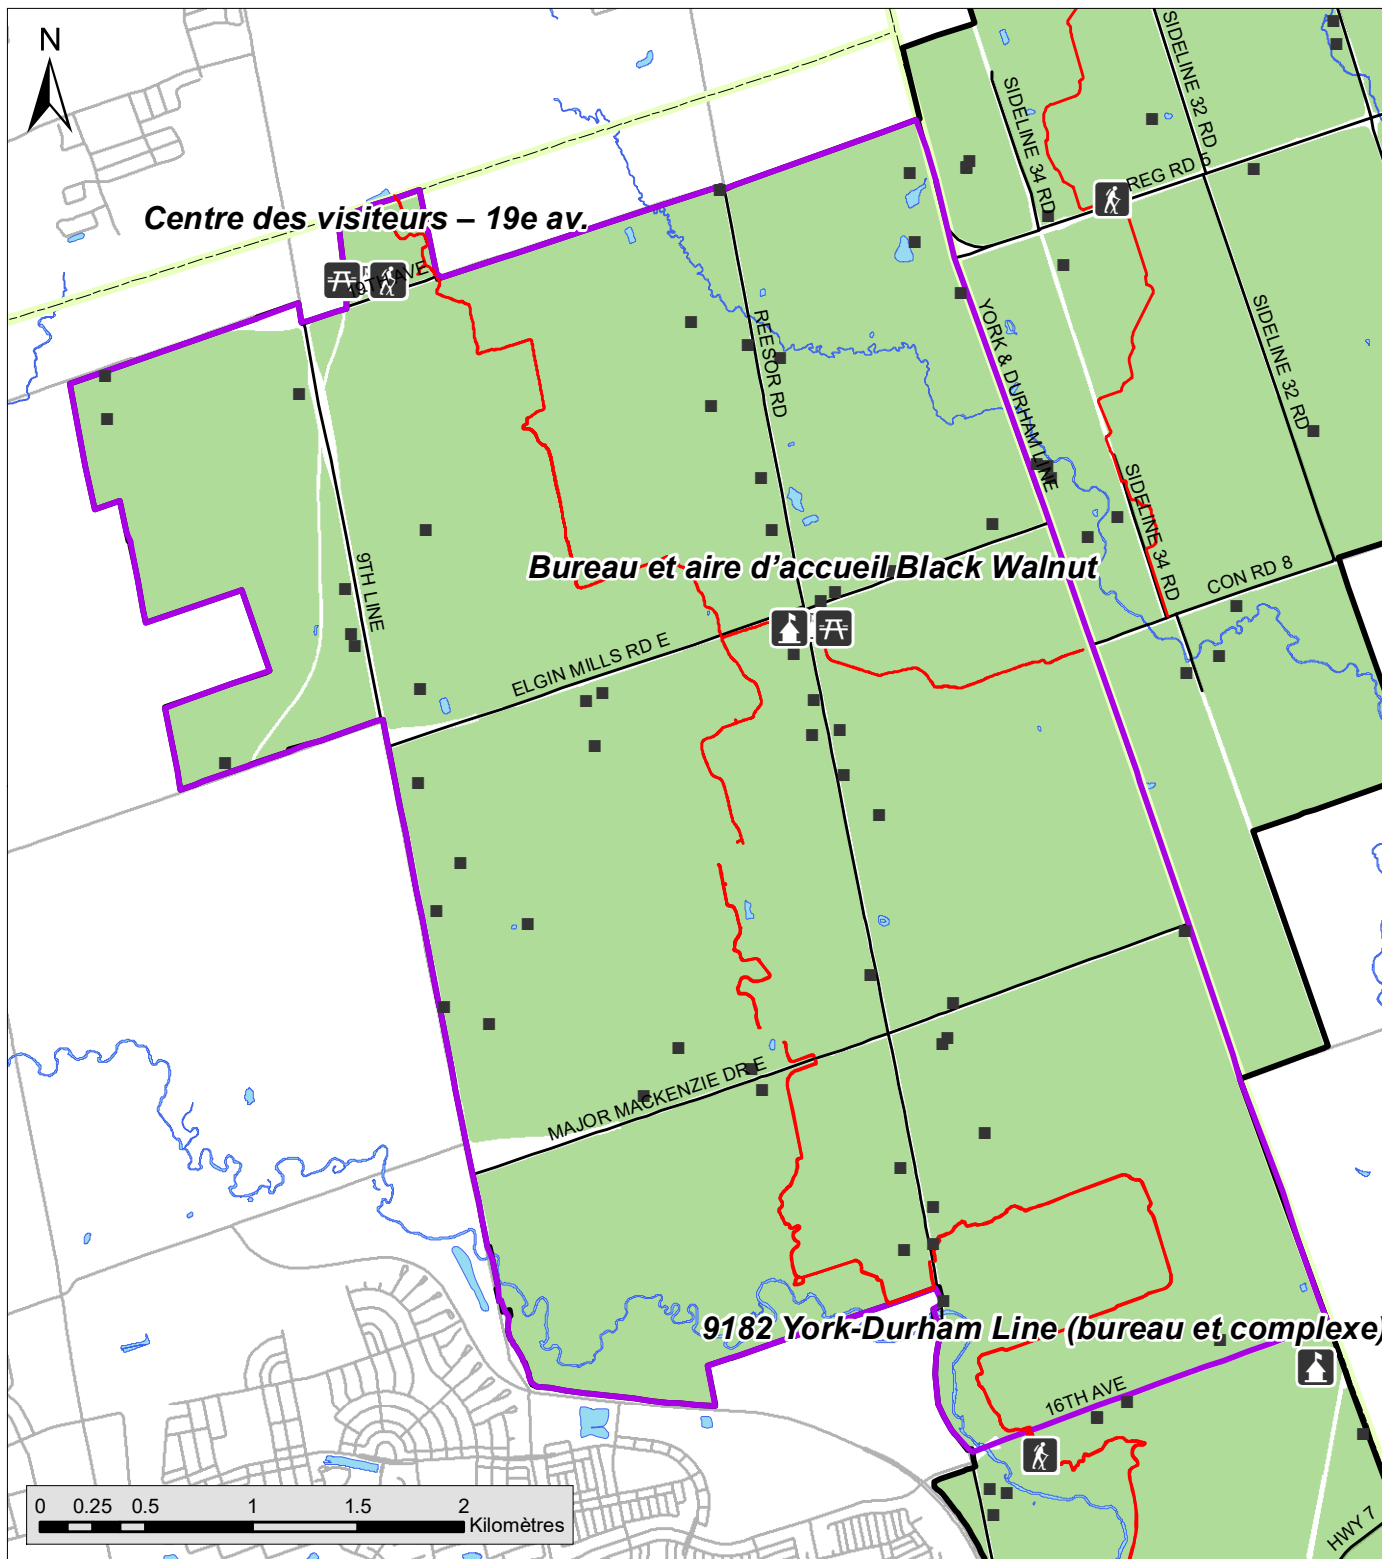 N
SIDELINE 32 RD
SIDELINE 34 RD
REG RD 5
Centre des visiteurs – 19e av.
19TH AVE
REESOR RD
YORK & DURHAM LINE
SIDELINE 32 RD
SIDELINE 34 RD
9TH LINE
Bureau et aire d’accueil Black Walnut
CON RD 8
ELGIN MILLS RD E
MAJOR MACKENZIE DR E
9182 York-Durham Line (bureau et complexe)
16TH AVE
HWY 7
0 0.25 0.5 1 1.5 2
Kilomètres